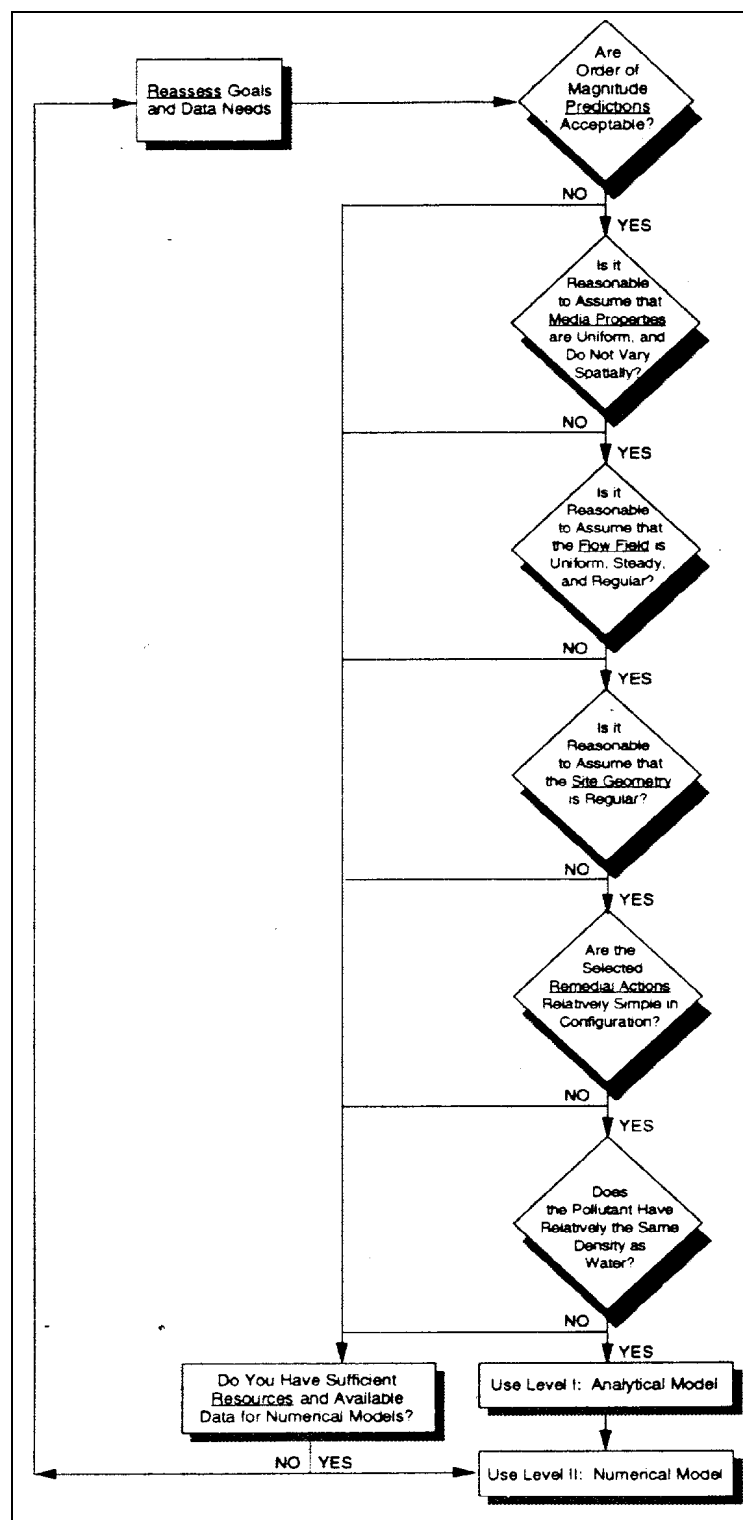 Reassess Goals
and Data Needs
Are
Order of
Magnitude
Predictions
Acceptable?
NO
YES
Is it
Reasonable
to Assume that
Media Properties
are Uniform, and
Do Not Vary
Spatially?
NO
YES
Is it
Reasonable
to Assume that
the Flow Field is
Uniform, Steady,
and Regular?
NO
YES
Is it
Reasonable
to Assume that
the Site Geometry
is Regular?
NO
YES
Are the
Selected
Remedial Actions
Relatively Simple in
Configuration?
NO
YES
Does
the Pollutant Have
Relatively the Same
Density as
Water?
NO
YES
Do You Have Sufficient
Resources and Available
Data for Numerical Models?
NO YES
Use Level I: Analytical Model
Use Level II: Numerical Model